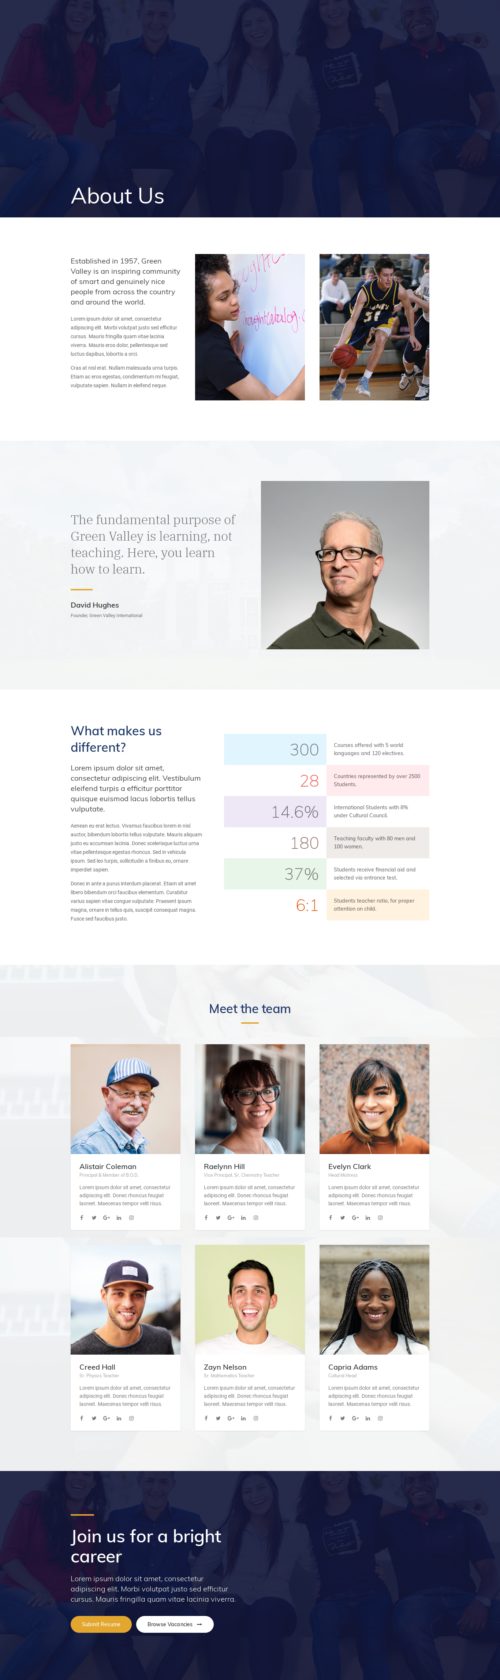 About Us
Established in 1957, Green
Valley is an inspiring community
of smart and genuinely nice
people from across the country
and around the world.
Lorem ipsum dolor sit amet, consectetur
adipiscing elit. Morbi volutpat justo sed efficitur
cursus. Mauris fringilla quam vitae lacinia
viverra. Mauris eros dolor, pellentesque sed
luctus dapibus, lobortis a orci.
Cras at nisl erat. Nullam malesuada urna turpis.
Etiam ac eros egestas, condimentum mi feugiat,
vulputate sapien. Nullam in eleifend neque.
The fundamental purpose of
Green Valley is learning, not
teaching. Here, you learn
how to learn.
David Hughes
Founder, Green Valley International
What makes us
different?
Lorem ipsum dolor sit amet,
consectetur adipiscing elit. Vestibulum
eleifend turpis a efficitur porttitor
quisque euismod lacus lobortis tellus
vulputate.
Aenean eu erat lectus. Vivamus faucibus lorem in nisl
auctor, bibendum lobortis tellus vulputate. Mauris aliquam
justo eu accumsan lacinia. Donec scelerisque luctus urna
vitae pellentesque egestas rhoncus. Sed in vehicula
ipsum. Sed leo turpis, sollicitudin a finibus eu, ornare
imperdiet sapien.
Donec in ante a purus interdum placerat. Etiam sit amet
libero bibendum orci faucibus elementum. Curabitur
varius sapien vitae congue vulputate. Praesent ipsum
magna, ornare in tellus quis, suscipit consequat magna.
Fusce sed faucibus justo.
300
Courses offered with 5 world
languages and 120 electives.
28
Countries represented by over 2500
Students.
14.6%
International Students with 8%
under Cultural Council.
180
Teaching faculty with 80 men and
100 women.
37%
Students receive financial aid and
selected via entrance test.
6:1
Students teacher ratio, for proper
attention on child.
Meet the team
Alistair Coleman
Principal & Member of B.O.D.
Lorem ipsum dolor sit amet, consectetur
adipiscing elit. Donec rhoncus feugiat
laoreet. Maecenas tempor velit risus.
Raelynn Hill
Vice Principal, Sr. Chemistry Teacher
Lorem ipsum dolor sit amet, consectetur
adipiscing elit. Donec rhoncus feugiat
laoreet. Maecenas tempor velit risus.
Evelyn Clark
Head Mistress
Lorem ipsum dolor sit amet, consectetur
adipiscing elit. Donec rhoncus feugiat
laoreet. Maecenas tempor velit risus.
Creed Hall
Sr. Physics Teacher
Lorem ipsum dolor sit amet, consectetur
adipiscing elit. Donec rhoncus feugiat
laoreet. Maecenas tempor velit risus.
Zayn Nelson
Sr. Mathematics Teacher
Lorem ipsum dolor sit amet, consectetur
adipiscing elit. Donec rhoncus feugiat
laoreet. Maecenas tempor velit risus.
Capria Adams
Cultural Head
Lorem ipsum dolor sit amet, consectetur
adipiscing elit. Donec rhoncus feugiat
laoreet. Maecenas tempor velit risus.
Join us for a bright
career
Lorem ipsum dolor sit amet, consectetur
adipiscing elit. Morbi volutpat justo sed efficitur
cursus. Mauris fringilla quam vitae lacinia viverra.
Submit Resume
Browse Vacancies →